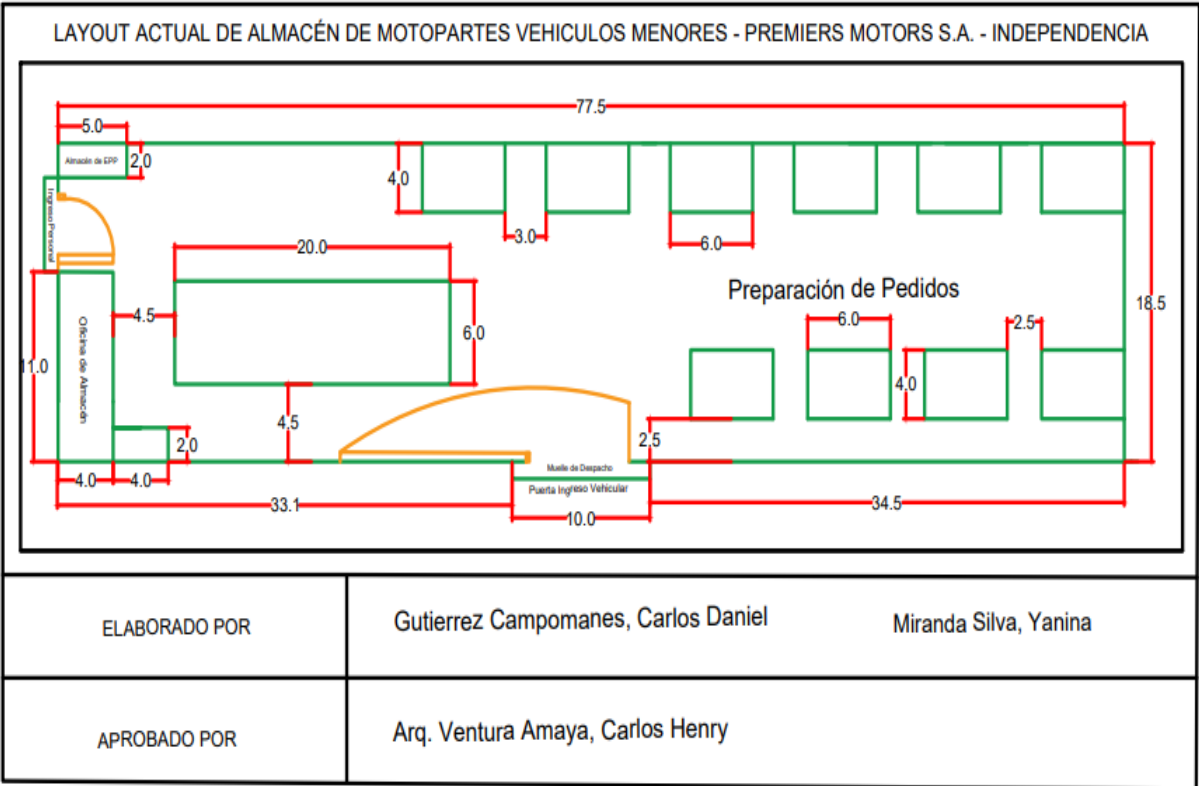 LAYOUT ACTUAL DE ALMACÉN DE MOTOPARTES VEHICULOS MENORES - PREMIERS MOTORS S.A. - INDEPENDENCIA
77.5
5.0
Almacén de EPP
2.0
4.0
Ingreso Personal
3.0
6.0
20.0
Preparación de Pedidos
18.5
4.5
6.0
6.0
2.5
Oficina de Almacén
11.0
4.0
4.5
2.0
2.5
Muelle de Despacho
4.0
4.0
Puerta Ingreso Vehicular
33.1
10.0
34.5
ELABORADO POR
Gutierrez Campomanes, Carlos Daniel
Miranda Silva, Yanina
APROBADO POR
Arq. Ventura Amaya, Carlos Henry